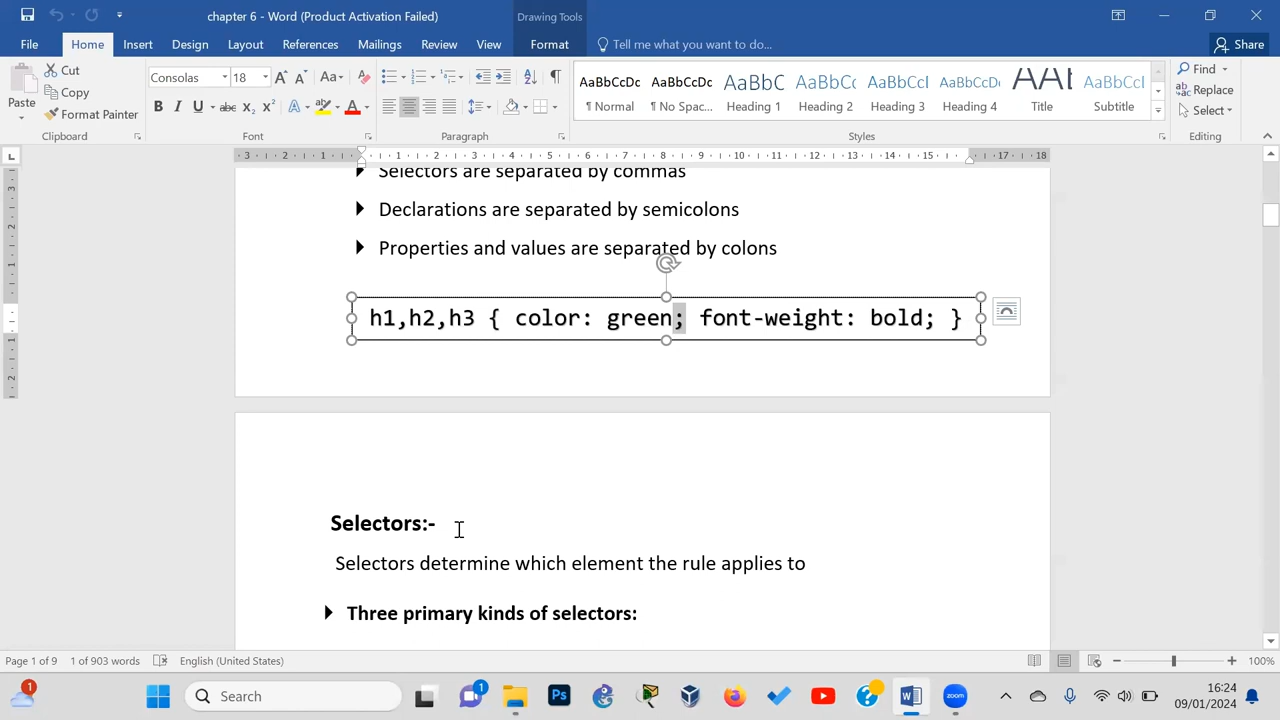 chapter 6 - Word (Product Activation Failed)
Drawing Tools
File
Home
Insert
Design
Layout
References
Mailings
Review
View
Format
Tell me what you want to do...
Share
Paste
Cut
Copy
Format Painter
Clipboard
Consolas
18
Font
Paragraph
AaBbCcDc
AaBbCcDc
AaBbC
AaBbCc
AaBbCcI
AaBbCcD
AaBbCcI
¶ Normal
¶ No Spac...
Heading 1
Heading 2
Heading 3
Heading 4
Title
Subtitle
Styles
Find
Replace
Select
Editing
Selectors are separated by commas
Declarations are separated by semicolons
Properties and values are separated by colons
h1,h2,h3 { color: green; font-weight: bold; }
Selectors:-
Selectors determine which element the rule applies to
Three primary kinds of selectors:
Page 1 of 9
1 of 903 words
English (United States)
100%
1
Search
1
Ps
zoom
16:24
09/01/2024